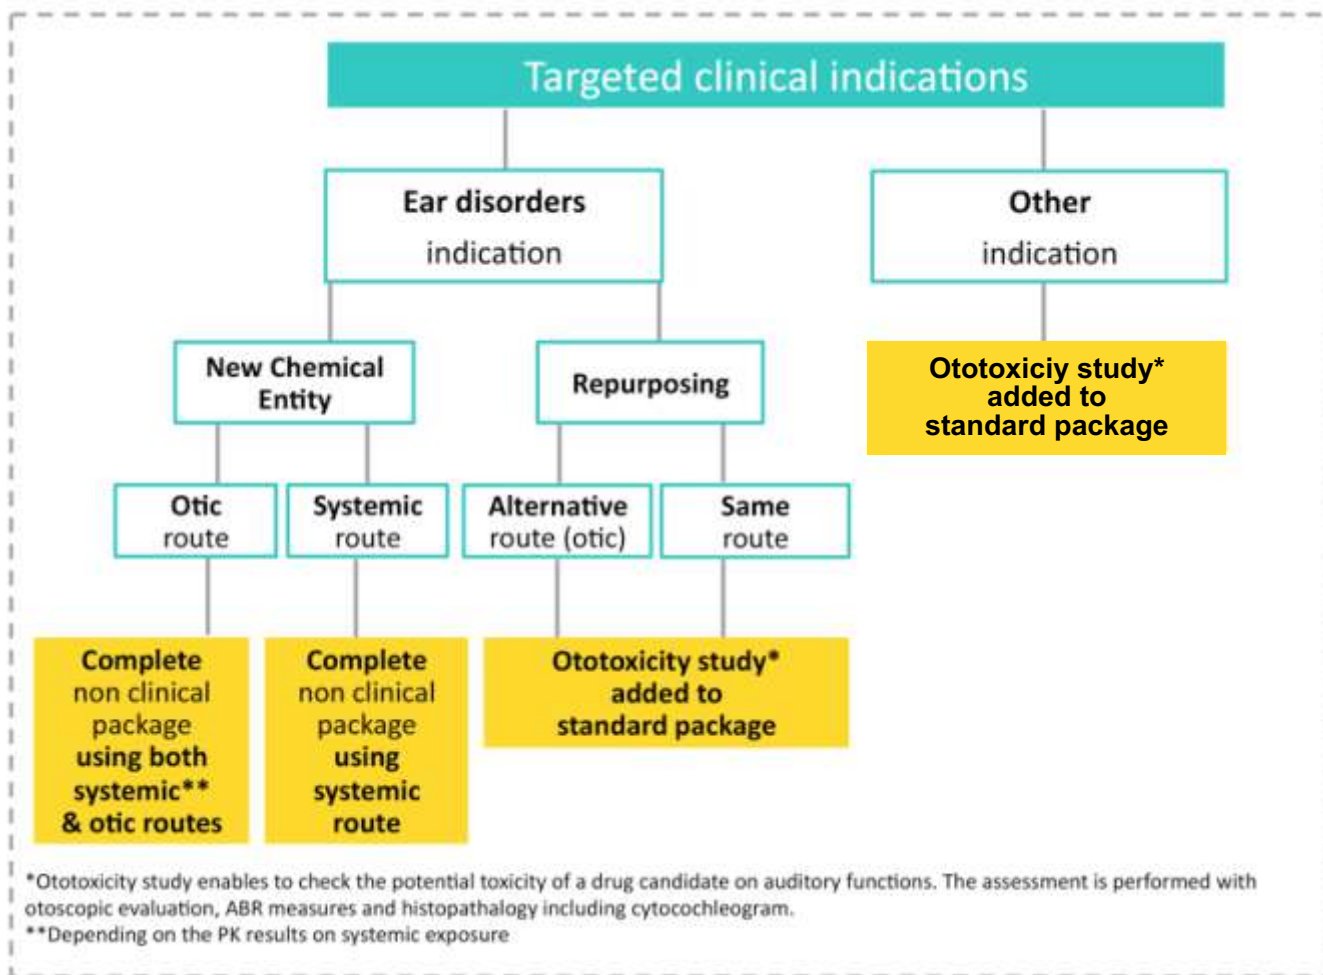 Targeted clinical indications
Ear disorders
indication
Other
indication
New Chemical
Entity
Repurposing
Ototoxiciy study*
added to
standard package
Otic
route
Systemic
route
Alternative
route (otic)
Same
route
Complete
non clinical
package
using both
systemic**
& otic routes
Complete
non clinical
package
using
systemic
route
Ototoxicity study*
added to
standard package
*Ototoxicity study enables to check the potential toxicity of a drug candidate on auditory functions. The assessment is performed with
otoscopic evaluation, ABR measures and histopathalogy including cytocochleogram.
**Depending on the PK results on systemic exposure